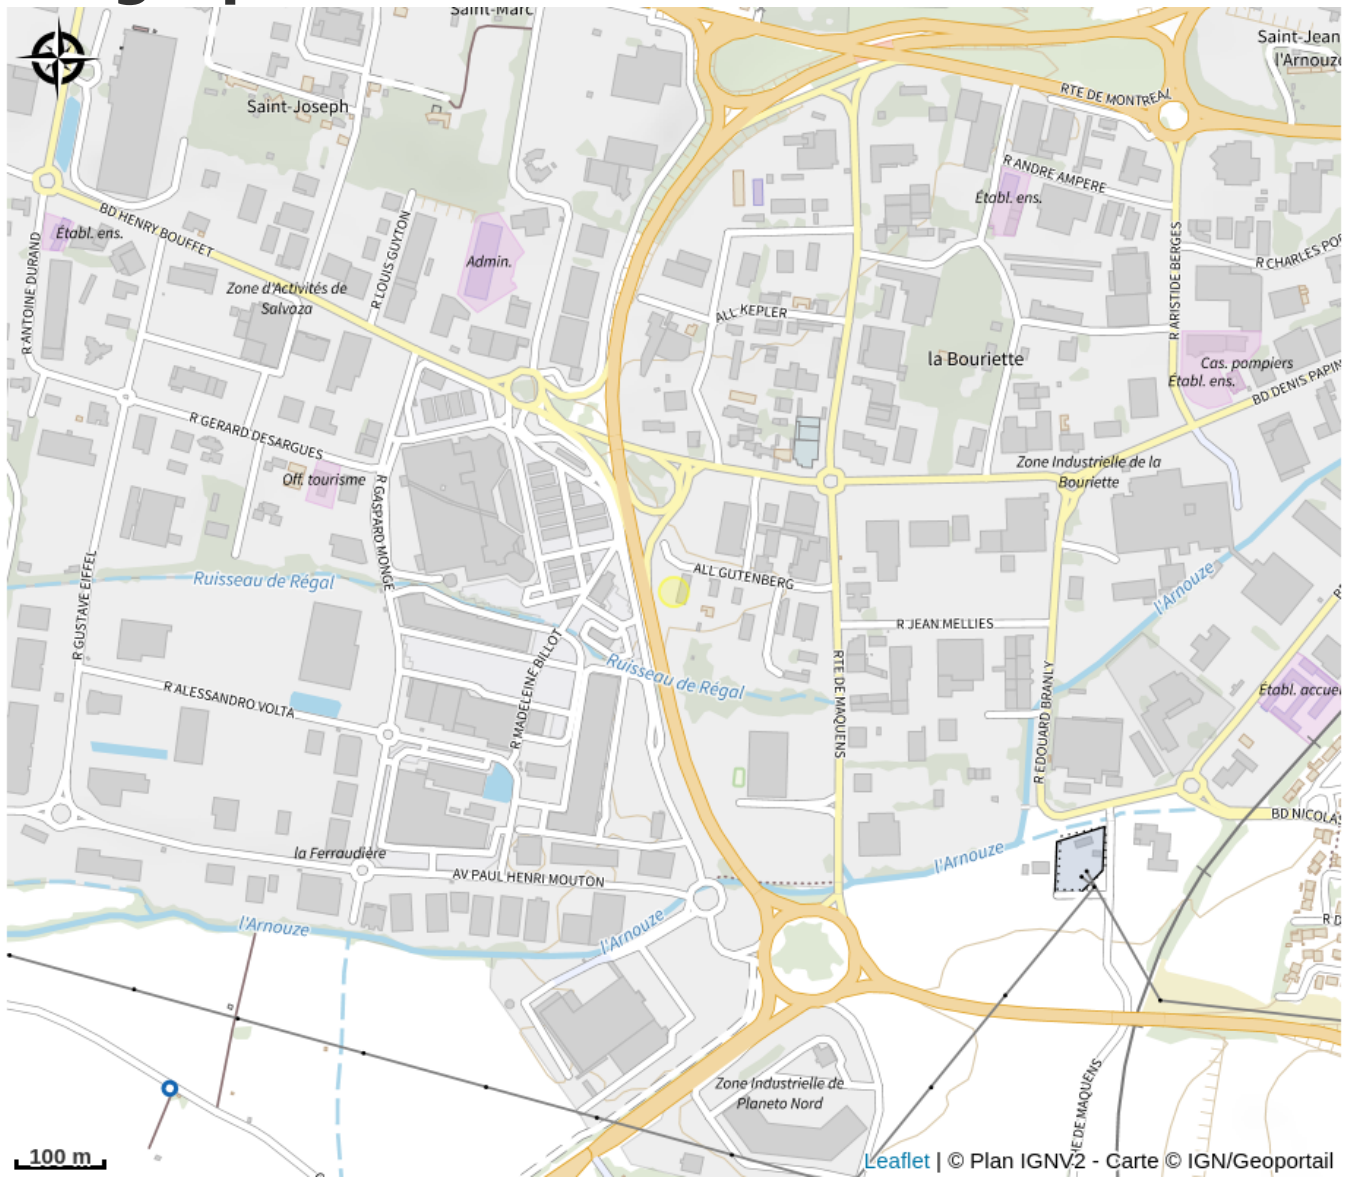 Saint-Marc
Saint-Jean
l'Arnouze
RTE DE MONTREAL
Saint-Joseph
R ANDRE AMPERE
Établ. ens.
BD HENRY BOUFFET
Établ. ens.
R LOUIS GUYTON
Admin.
R ANTOINE DURAND
R ARISTIDE BERGES
R CHARLES PO
Zone d'Activités de
Salvaza
ALL KEPLER
la Bouriette
Cas. pompiers
Établ. ens.
BD DENIS PAPIN
R GERARD DESARGUES
Off. tourisme
Zone Industrielle de la
Bouriette
R GASPARD MONGE
R GUSTAVE EIFFEL
Ruisseau de Régal
ALL GUTENBERG
l'Arnouze
R JEAN MELLIES
R MADELEINE BILLOT
Ruisseau de Régal
RTE DE MAQUENS
R EDOUARD BRANLY
Établ. accuei
R ALESSANDRO VOLTA
BD NICOLAS
la Ferraudière
l'Arnouze
AV PAUL HENRI MOUTON
l'Arnouze
R D
l'Arnouze
Zone Industrielle de
Planeto Nord
E DE MAQUENS
100 m
Leaflet | © Plan IGNV2 - Carte © IGN/Geoportail